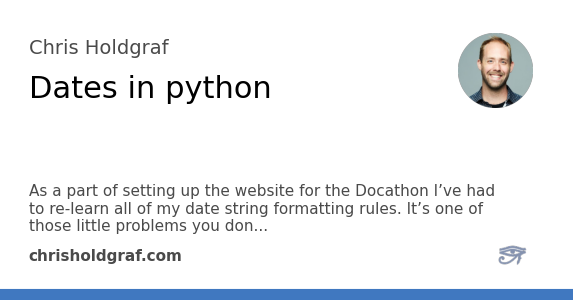 Chris Holdgraf
Dates in python
As a part of setting up the website for the Docathon I’ve had
to re-learn all of my date string formatting rules. It’s one of
those little problems you don…
chrisholdgraf.com